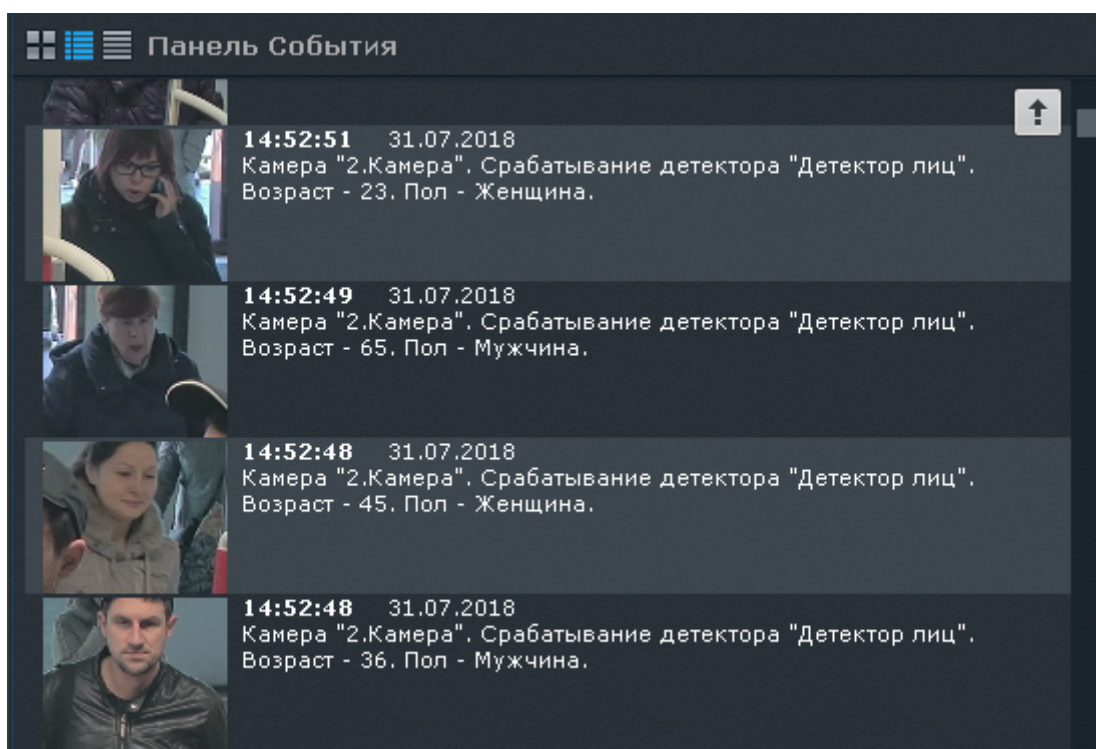 Панель События
14:52:51 31.07.2018
Камера "2.Камера". Срабатывание детектора "Детектор лиц".
Возраст - 23. Пол - Женщина.
14:52:49 31.07.2018
Камера "2.Камера". Срабатывание детектора "Детектор лиц".
Возраст - 65. Пол - Мужчина.
14:52:48 31.07.2018
Камера "2.Камера". Срабатывание детектора "Детектор лиц".
Возраст - 45. Пол - Женщина.
14:52:48 31.07.2018
Камера "2.Камера". Срабатывание детектора "Детектор лиц".
Возраст - 36. Пол - Мужчина.